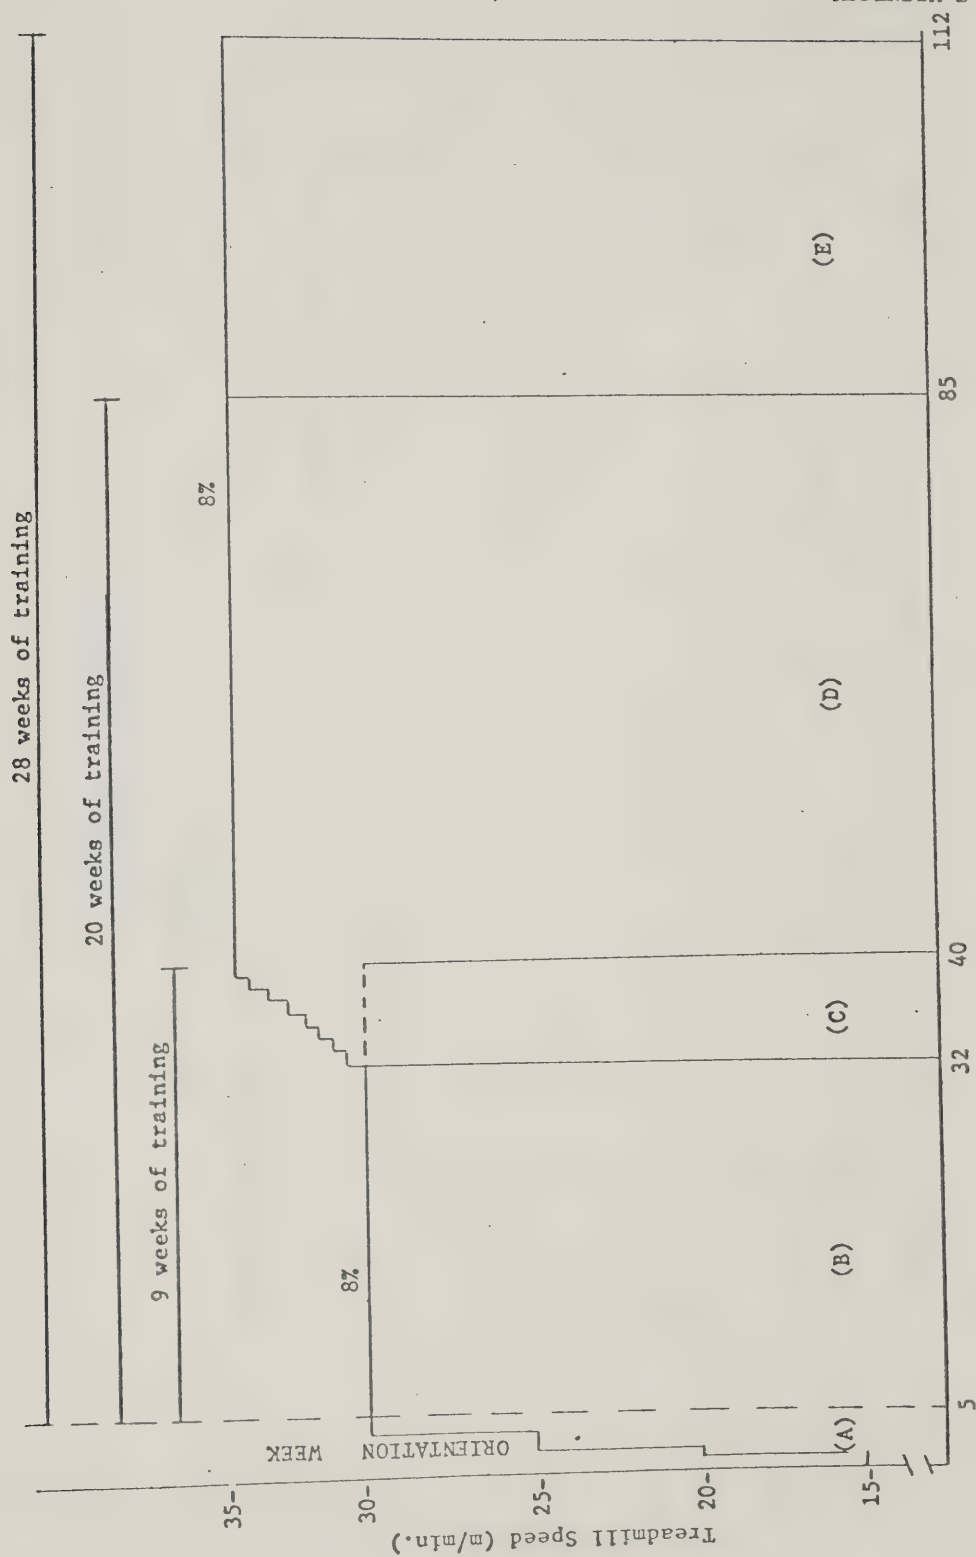 28 weeks of training
20 weeks of training
9 weeks of training
8%
8%
ORIENTATION WEEK
Treadmill Speed (m/min.)
35-
30-
25-
20-
15-
(A)
(B)
(C)
(D)
(E)
5
32
40
85
112